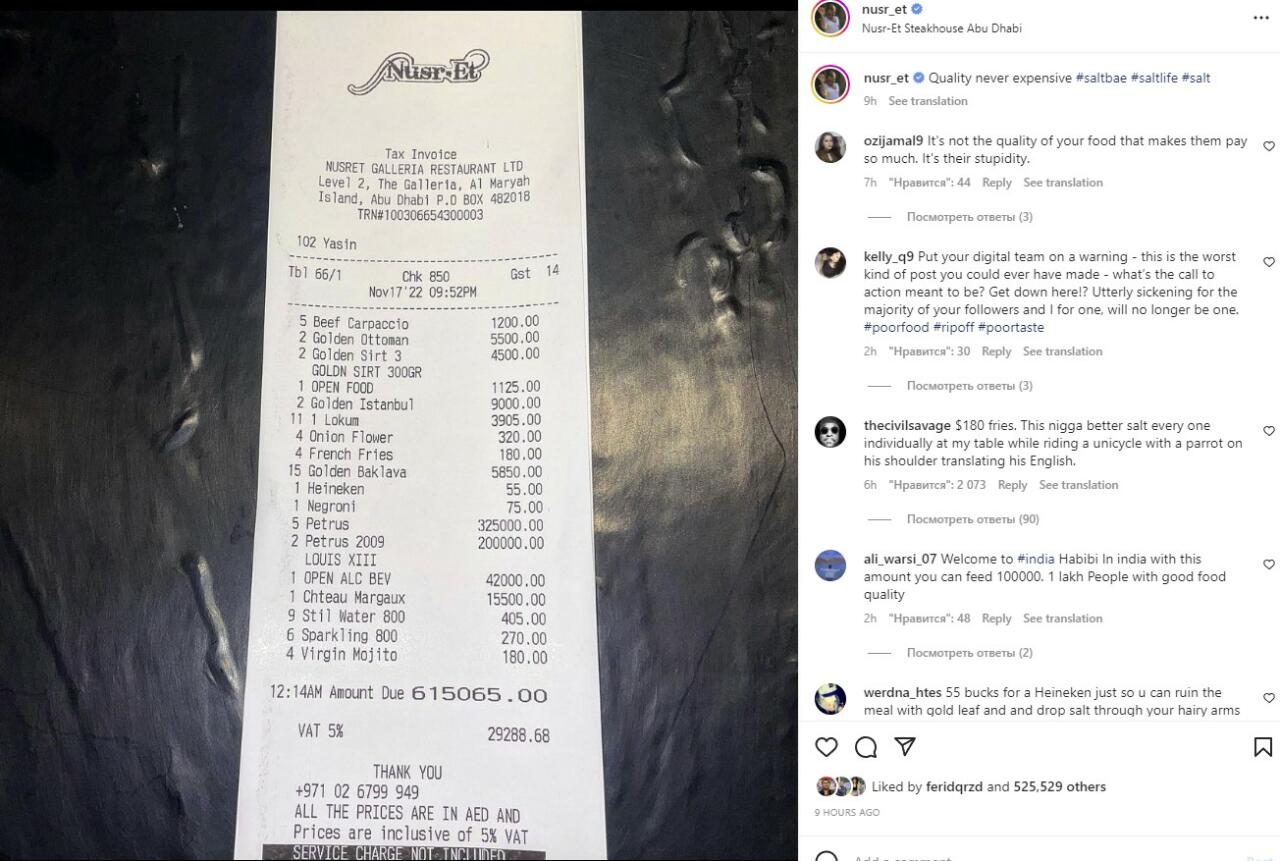 Nusr-Et
Tax Invoice
NUSRET GALLERIA RESTAURANT LTD
Level 2, The Galleria, Al Maryah
Island, Abu Dhabi P.O BOX 482018
TRN#100306654300003
102 Yasin
Tbl 66/1 Chk 850 Gst 14
Nov17'22 09:52PM
5 Beef Carpaccio 1200.00
2 Golden Ottoman 5500.00
2 Golden Sirt 3 4500.00
GOLDN SIRT 300GR
1 OPEN FOOD 1125.00
2 Golden Istanbul 9000.00
11 1 Lokum 3905.00
4 Onion Flower 320.00
4 French Fries 180.00
15 Golden Baklava 5850.00
1 Heineken 55.00
1 Negroni 75.00
5 Petrus 325000.00
2 Petrus 2009 200000.00
LOUIS XIII
1 OPEN ALC BEV 42000.00
1 Chteau Margaux 15500.00
9 Stil Water 800 405.00
6 Sparkling 800 270.00
4 Virgin Mojito 180.00
12:14AM Amount Due 615065.00
VAT 5% 29288.68
THANK YOU
+971 02 6799 949
ALL THE PRICES ARE IN AED AND
Prices are inclusive of 5% VAT
SERVICE CHARGE NOT INCLUDED
nusr_et
Nusr-Et Steakhouse Abu Dhabi
nusr_et Quality never expensive #saltbae #saltlife #salt
9h See translation
ozijamal9 It's not the quality of your food that makes them pay
so much. It's their stupidity.
7h "Нравится": 44 Reply See translation
Посмотреть ответы (3)
kelly_q9 Put your digital team on a warning - this is the worst
kind of post you could ever have made - what's the call to
action meant to be? Get down here!? Utterly sickening for the
majority of your followers and I for one, will no longer be one.
#poorfood #ripoff #poortaste
2h "Нравится": 30 Reply See translation
Посмотреть ответы (3)
thecivilsavage $180 fries. This nigga better salt every one
individually at my table while riding a unicycle with a parrot on
his shoulder translating his English.
6h "Нравится": 2 073 Reply See translation
Посмотреть ответы (90)
ali_warsi_07 Welcome to #india Habibi In india with this
amount you can feed 100000. 1 lakh People with good food
quality
2h "Нравится": 48 Reply See translation
Посмотреть ответы (2)
werdna_htes 55 bucks for a Heineken just so u can ruin the
meal with gold leaf and and drop salt through your hairy arms
Liked by feridqrzd and 525,529 others
9 HOURS AGO
Add a comment...
Post